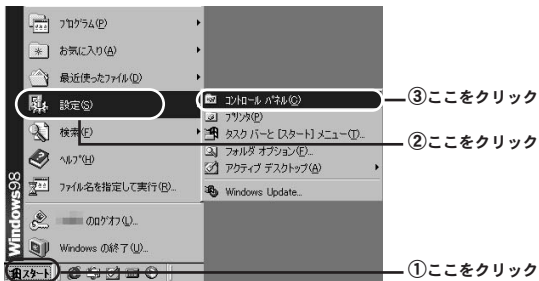 プログラム(P)
お気に入り(A)
最近使ったファイル(D)
設定(S)
検索(E)
ヘルプ(H)
ファイル名を指定して実行(R)...
のログオフ(L)...
Windows の終了(U)...
Windows98
スタート
コントロール パネル(C)
プリンタ(P)
タスク バーと [スタート] メニュー(T)...
フォルダ オプション(F)...
アクティブ デスクトップ(A)
Windows Update...
③ここをクリック
②ここをクリック
①ここをクリック